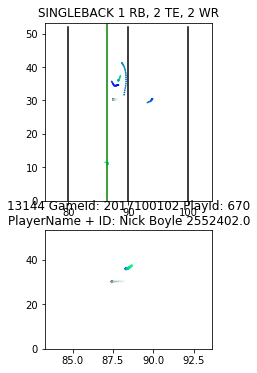 SINGLEBACK 1 RB, 2 TE, 2 WR
50
40
30
20
10
0
80 90 100
13144 GameId: 2017100102 PlayId: 670
PlayerName + ID: Nick Boyle 2552402.0
40
20
0
85.0 87.5 90.0 92.5